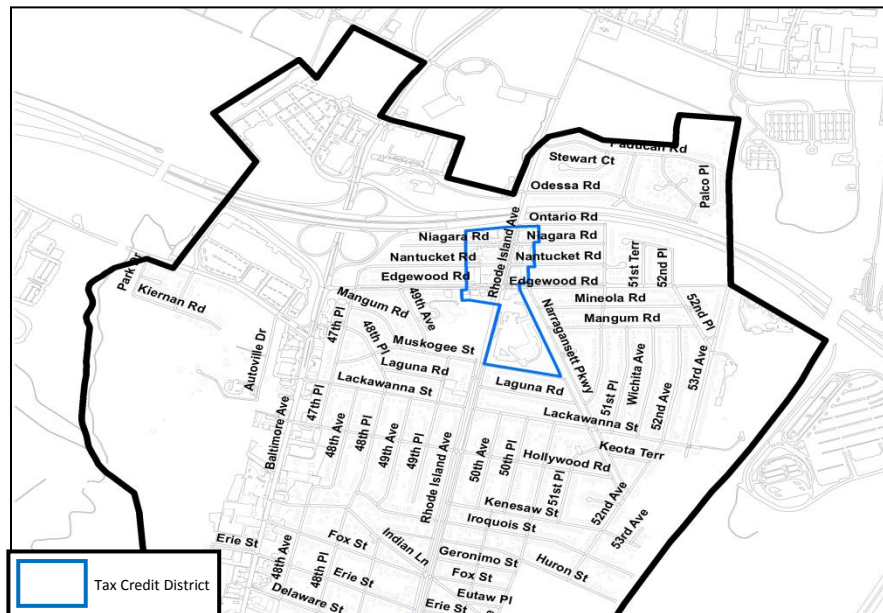 Paducah Rd
Stewart Ct
Palco Pl
Odessa Rd
Ontario Rd
Rhode Island Ave
Niagara Rd
Niagara Rd
Nantucket Rd
Nantucket Rd
51st Terr
52nd Pl
Edgewood Rd
Edgewood Rd
Park Dr
Kiernan Rd
Mangum Rd
49th Ave
Mineola Rd
52nd Pl
Mangum Rd
47th Pl
48th Pl
Muskogee St
Narragansett Pkwy
Autoville Dr
Laguna Rd
Lackawanna St
Laguna Rd
51st Pl
Wichita Ave
52nd Ave
53rd Ave
Lackawanna St
Baltimore Ave
47th Pl
48th Ave
48th Pl
49th Ave
49th Pl
Rhode Island Ave
50th Ave
50th Pl
Keota Terr
Hollywood Rd
51st Pl
52nd Ave
53rd Ave
Kenesaw St
Iroquois St
Erie St
48th Ave
48th Pl
Fox St
Indian Ln
Geronimo St
Huron St
Fox St
Erie St
Eutaw Pl
Delaware St
Erie St
Tax Credit District